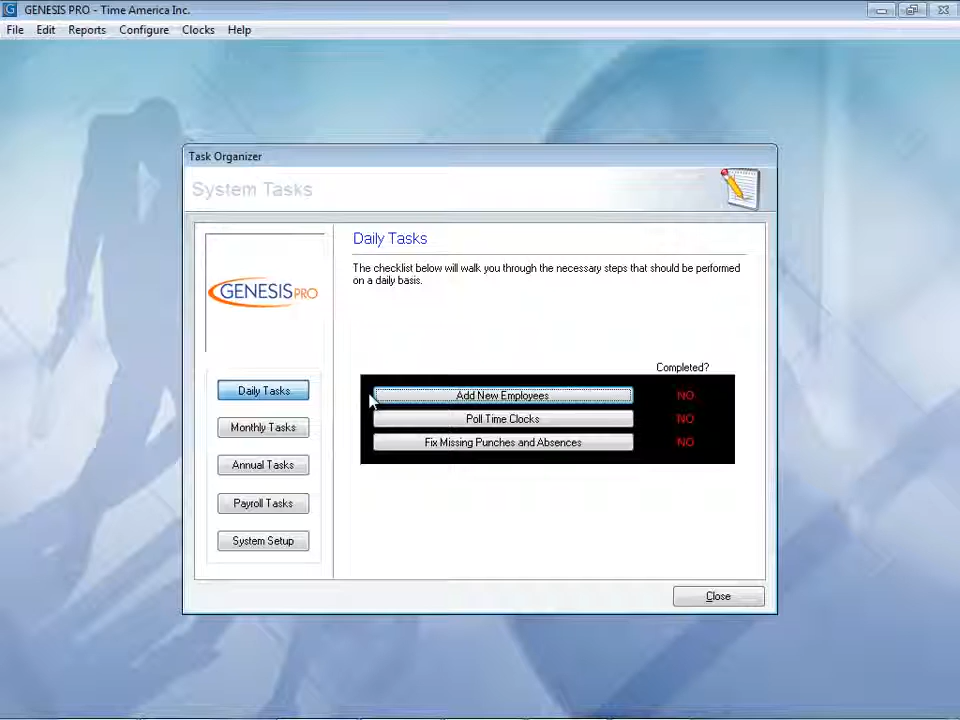 GENESIS PRO - Time America Inc.
File Edit Reports Configure Clocks Help
Task Organizer
System Tasks
GENESIS PRO
Daily Tasks
Monthly Tasks
Annual Tasks
Payroll Tasks
System Setup
Daily Tasks
The checklist below will walk you through the necessary steps that should be performed
on a daily basis.
Completed?
Add New Employees NO
Poll Time Clocks NO
Fix Missing Punches and Absences NO
Close